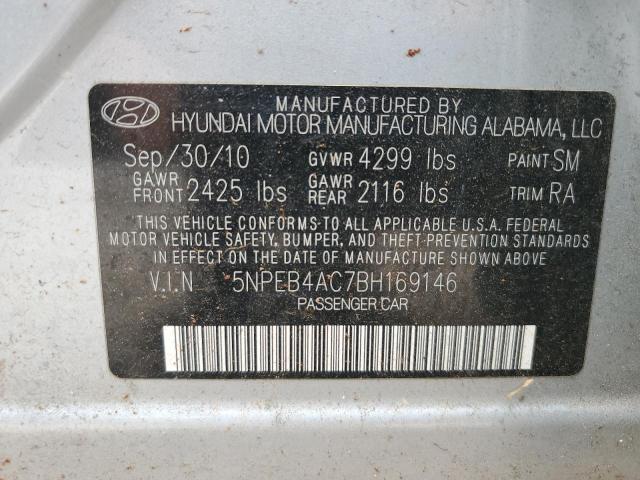 MANUFACTURED BY
HYUNDAI MOTOR MANUFACTURING ALABAMA, LLC
Sep/30/10 GVWR 4299 lbs PAINT SM
GAWR FRONT 2425 lbs GAWR REAR 2116 lbs TRIM RA
THIS VEHICLE CONFORMS TO ALL APPLICABLE U.S.A. FEDERAL
MOTOR VEHICLE SAFETY, BUMPER, AND THEFT PREVENTION
STANDARDS IN EFFECT ON THE DATE OF MANUFACTURE SHOWN ABOVE.
V.I.N 5NPEB4AC7BH169146
PASSENGER CAR